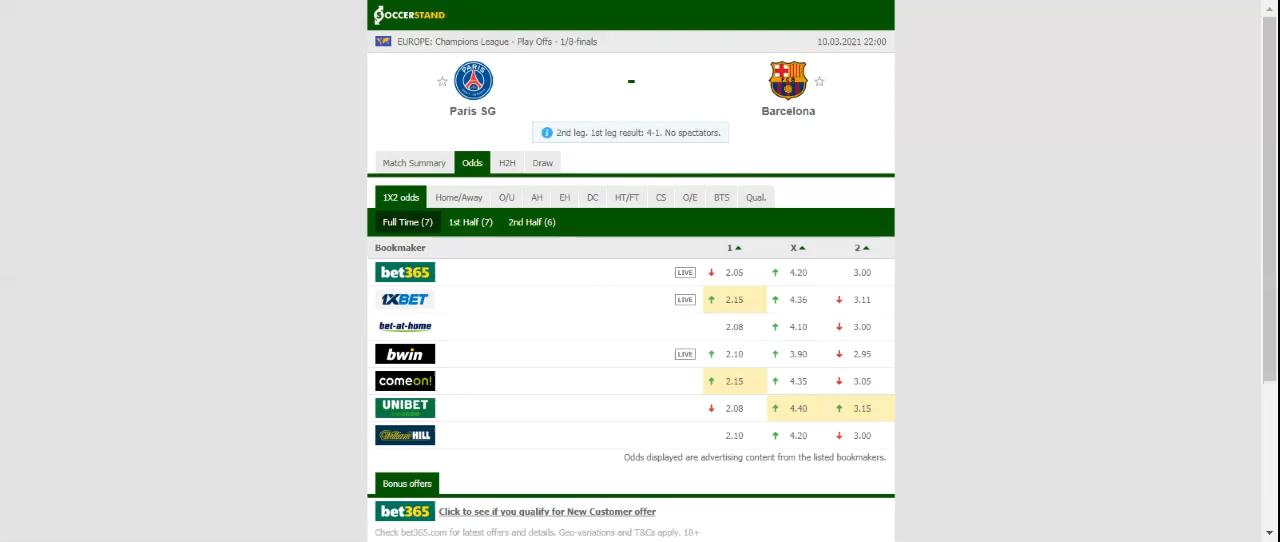 SOCCERSTAND
EUROPE: Champions League - Play Offs - 1/8-finals 10.03.2021 22:00
PARIS
Paris SG - Barcelona
2nd leg. 1st leg result: 4-1. No spectators.
Match Summary Odds H2H Draw
1X2 odds Home/Away O/U AH EH DC HT/FT CS O/E BTS Qual.
Full Time (7) 1st Half (7) 2nd Half (6)
Bookmaker 1 X 2
bet365 LIVE 2.05 4.20 3.00
1XBET LIVE 2.15 4.36 3.11
bet-at-home 2.08 4.10 3.00
bwin LIVE 2.10 3.90 2.95
comeon! 2.15 4.35 3.05
UNIBET 2.08 4.40 3.15
William HILL 2.10 4.20 3.00
Odds displayed are advertising content from the listed bookmakers.
Bonus offers
bet365 Click to see if you qualify for New Customer offer
Check bet365.com for latest offers and details. Geo-variations and T&Cs apply. 18+